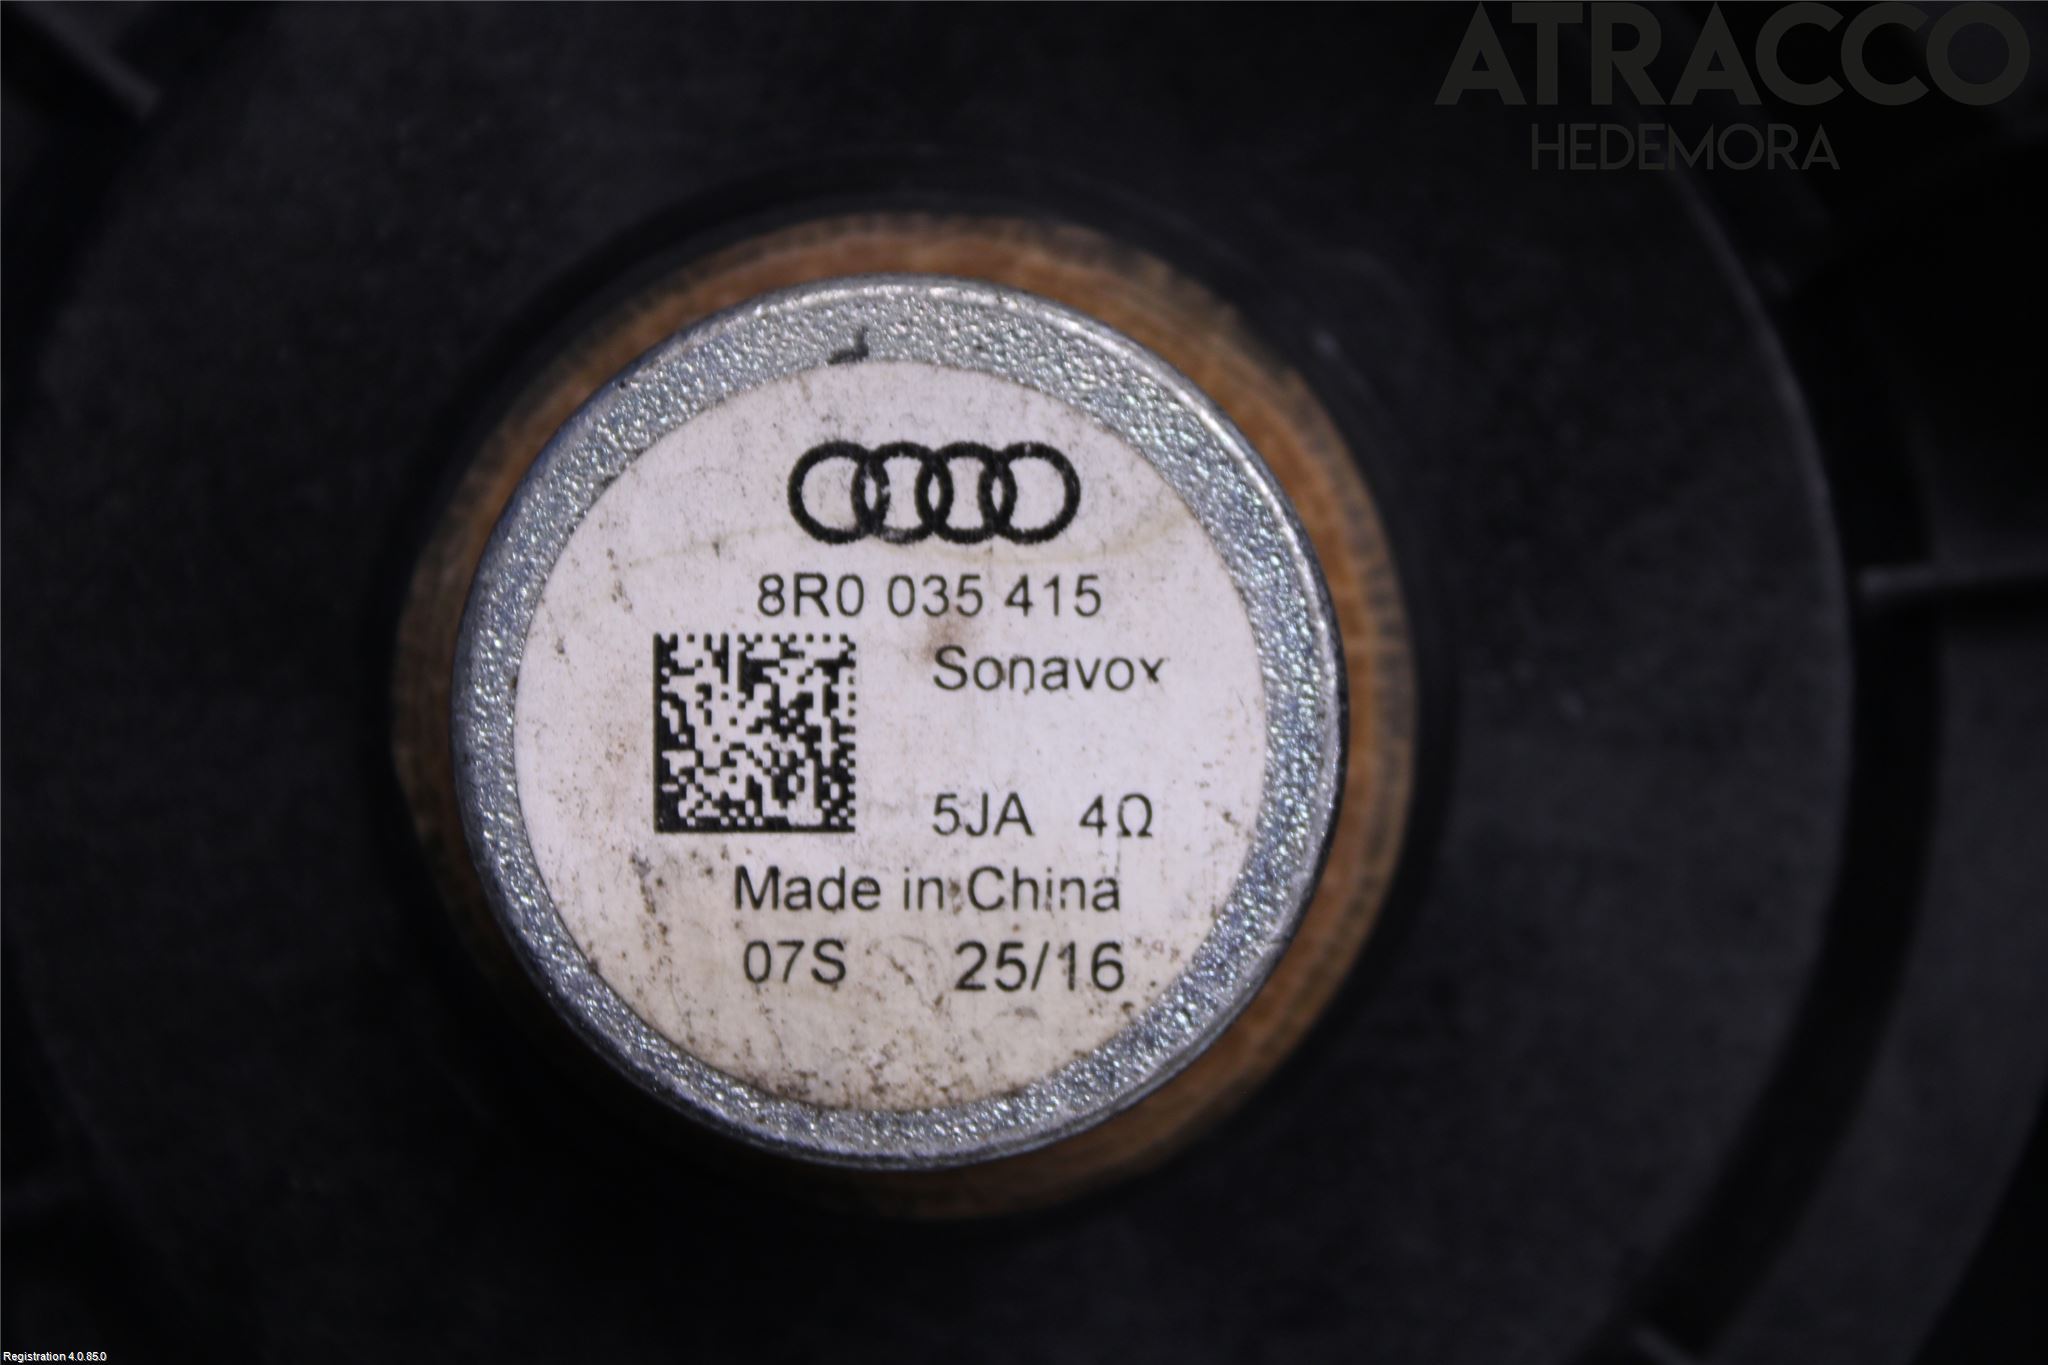 ATRACCO
HEDEMORA
8R0 035 415
Sonavox
5JA 4Ω
Made in China
07S 25/16
Registration 4.0.85.0